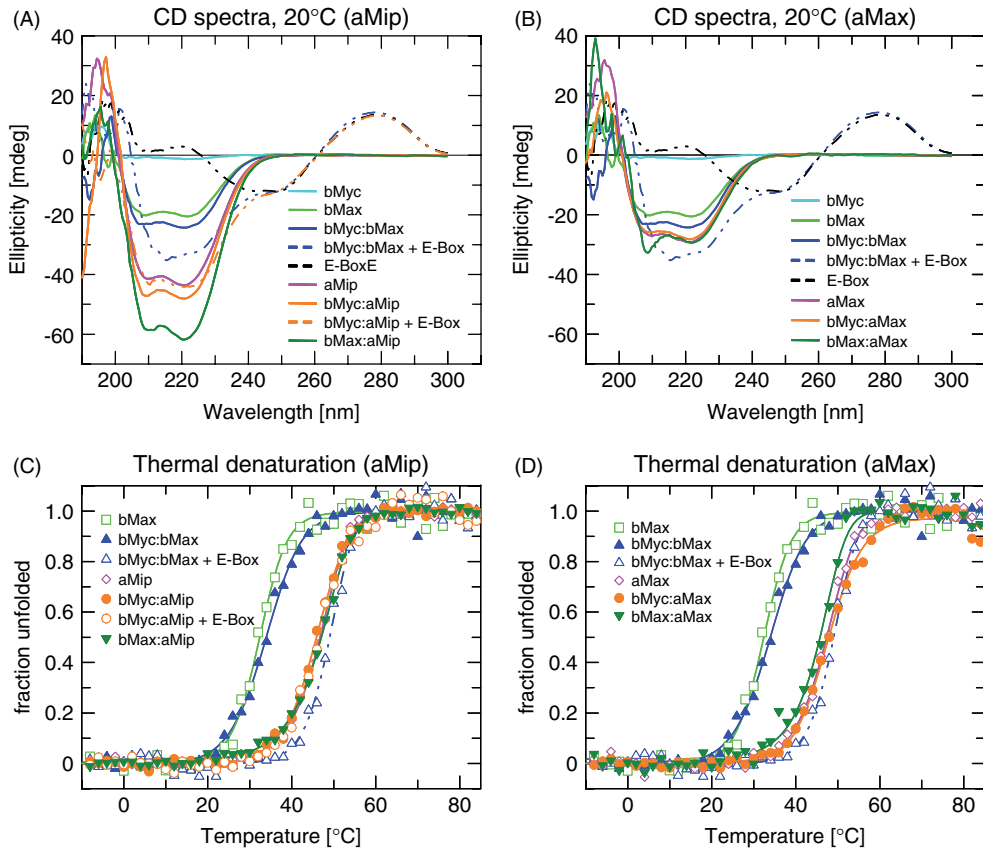 (A) CD spectra, 20°C (aMip)
40
20
0
-20
-40
-60
Ellipticity [mdeg]
bMyc
bMax
bMyc:bMax
bMyc:bMax + E-Box
E-BoxE
aMip
bMyc:aMip
bMyc:aMip + E-Box
bMax:aMip
200 220 240 260 280 300
Wavelength [nm]
(B) CD spectra, 20°C (aMax)
40
20
0
-20
-40
-60
Ellipticity [mdeg]
bMyc
bMax
bMyc:bMax
bMyc:bMax + E-Box
E-Box
aMax
bMyc:aMax
bMax:aMax
200 220 240 260 280 300
Wavelength [nm]
(C) Thermal denaturation (aMip)
1.0
0.8
0.6
0.4
0.2
0
fraction unfolded
bMax
bMyc:bMax
bMyc:bMax + E-Box
aMip
bMyc:aMip
bMyc:aMip + E-Box
bMax:aMip
0 20 40 60 80
Temperature [°C]
(D) Thermal denaturation (aMax)
1.0
0.8
0.6
0.4
0.2
0
fraction unfolded
bMax
bMyc:bMax
bMyc:bMax + E-Box
aMax
bMyc:aMax
bMax:aMax
0 20 40 60 80
Temperature [°C]